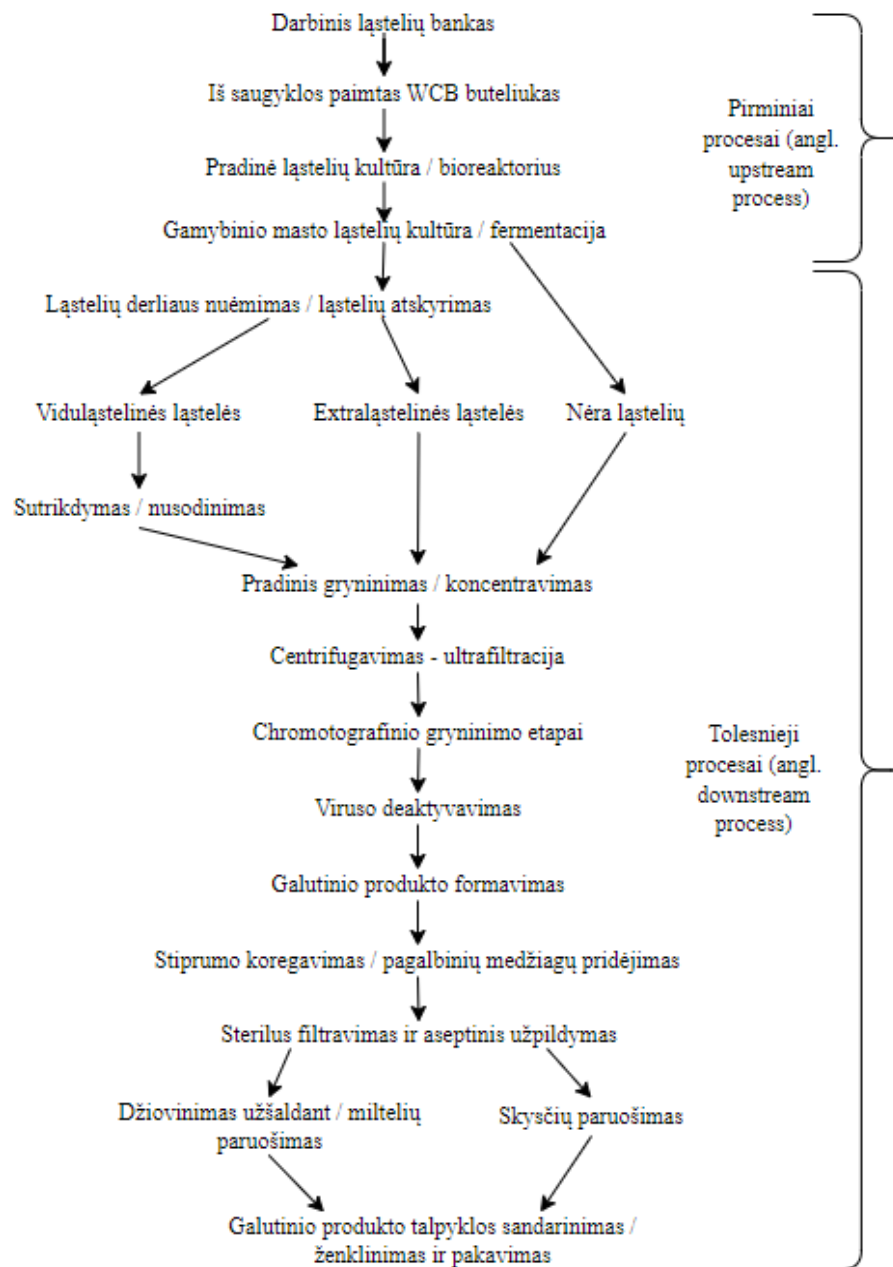 Darbinis ląstelių bankas
Iš saugyklos paimtas WCB buteliukas
Pirminiai
procesai (angl.
upstream
process)
Pradinė ląstelių kultūra / bioreaktorius
Gamybinio masto ląstelių kultūra / fermentacija
Ląstelių derliaus nuėmimas / ląstelių atskyrimas
Viduląstelinės ląstelės
Extraląstelinės ląstelės
Nėra ląstelių
Sutrikdymas / nusodinimas
Pradinis gryninimas / koncentravimas
Centrifugavimas - ultrafiltracija
Chromotografinio gryninimo etapai
Tolesnieji
procesai (angl.
downstream
process)
Viruso deaktyvavimas
Galutinio produkto formavimas
Stiprumo koregavimas / pagalbinių medžiagų pridėjimas
Sterilus filtravimas ir aseptinis užpildymas
Džiovinimas užšaldant / miltelių
paruošimas
Skysčių paruošimas
Galutinio produkto talpyklos sandarinimas /
ženklinimas ir pakavimas